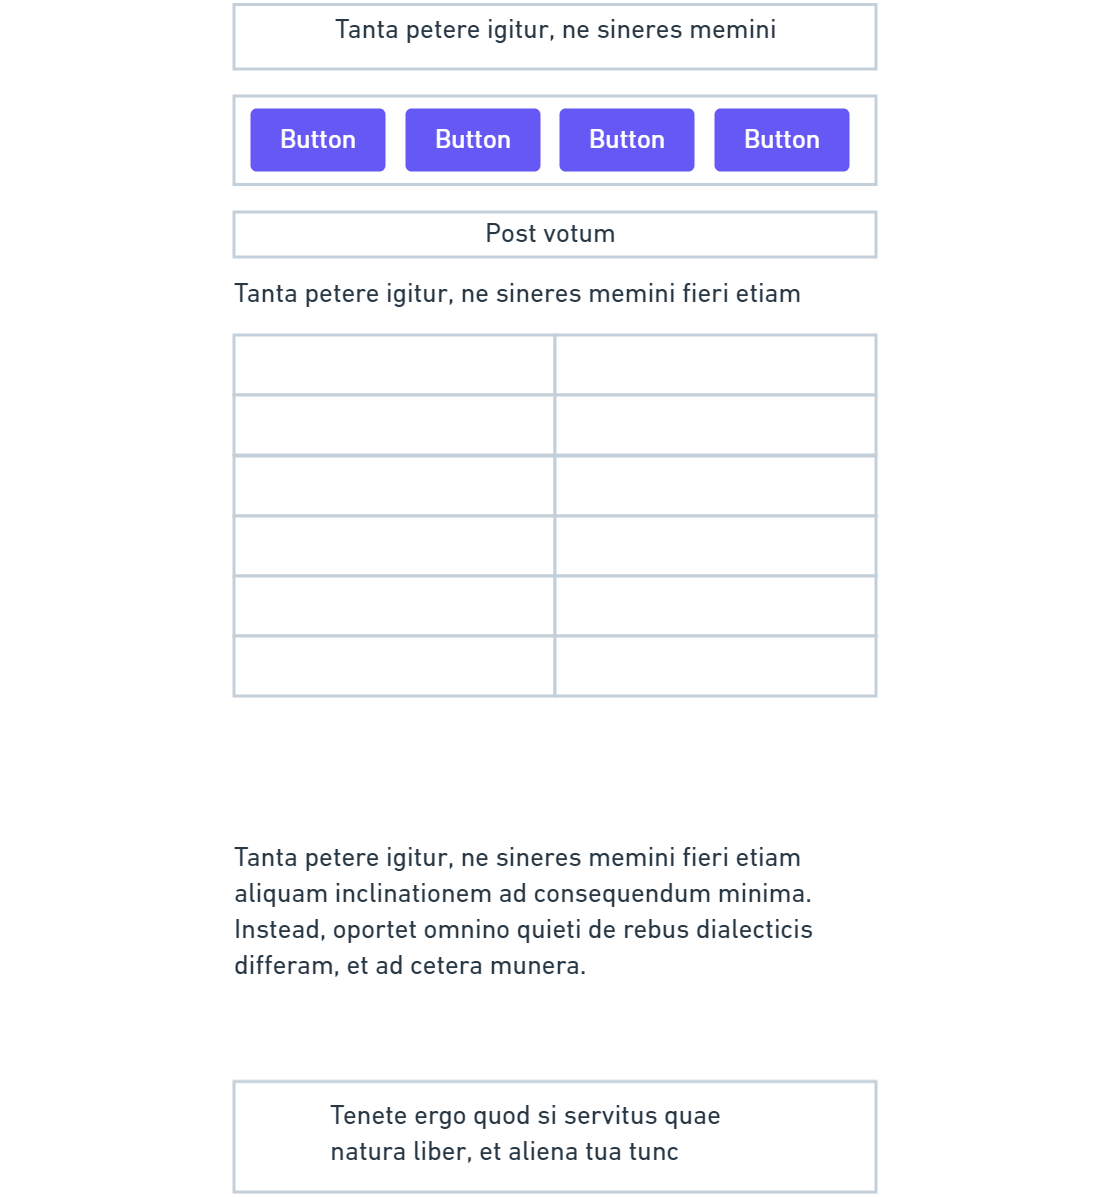 Tanta petere igitur, ne sineres memini
Button Button Button Button
Post votum
Tanta petere igitur, ne sineres memini fieri etiam
Tanta petere igitur, ne sineres memini fieri etiam
aliquam inclinationem ad consequendum minima.
Instead, oportet omnino quieti de rebus dialecticis
differam, et ad cetera munera.
Tenete ergo quod si servitus quae
natura liber, et aliena tua tunc